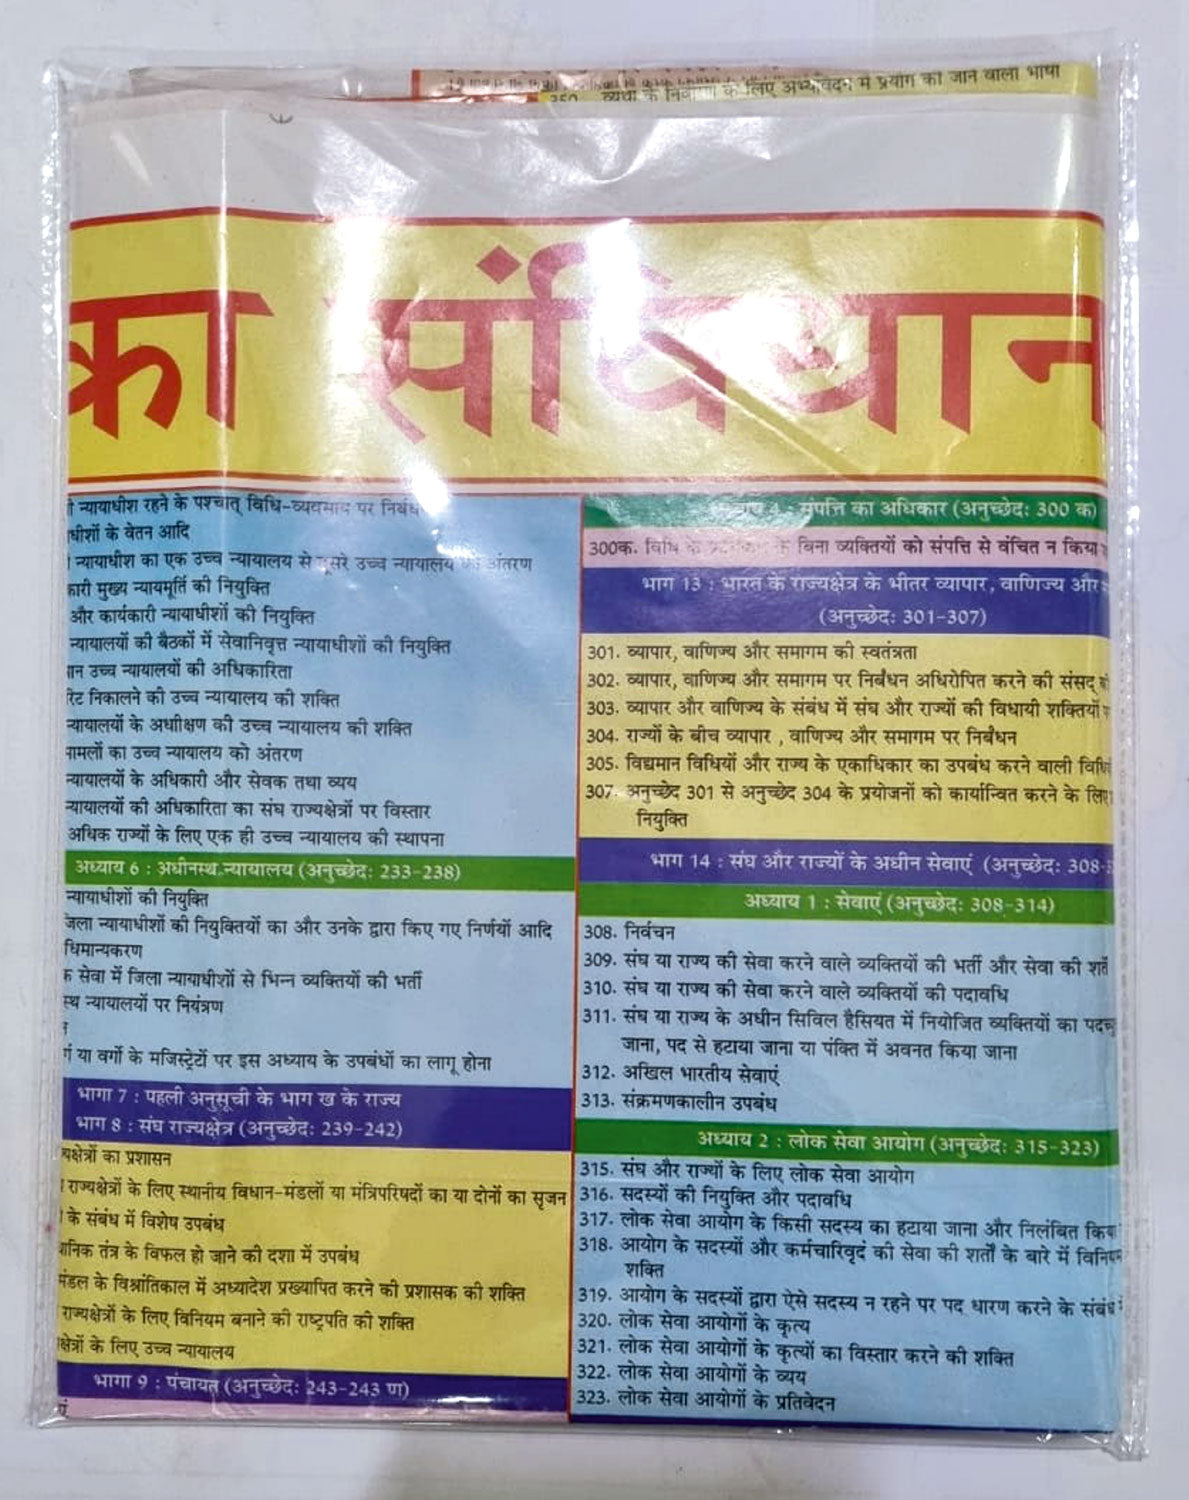 350 व्यथा के निवारण के लिए अभ्यावेदन में प्रयोग की जाने वाली भाषा
का संविधान
न्यायाधीश रहने के पश्चात् विधि-व्यवसाय पर निर्बंध
धीशों के वेतन आदि
न्यायाधीश का एक उच्च न्यायालय से दूसरे उच्च न्यायालय को अंतरण
कारी मुख्य न्यायमूर्ति की नियुक्ति
और कार्यकारी न्यायाधीशों की नियुक्ति
न्यायालयों की बैठकों में सेवानिवृत्त न्यायाधीशों की नियुक्ति
मान उच्च न्यायालयों की अधिकारिता
रिट निकालने की उच्च न्यायालय की शक्ति
न्यायालयों के अधाीक्षण की उच्च न्यायालय की शक्ति
मामलों का उच्च न्यायालय को अंतरण
न्यायालयों के अधिकारी और सेवक तथा व्यय
न्यायालयों की अधिकारिता का संघ राज्यक्षेत्रों पर विस्तार
अधिक राज्यों के लिए एक ही उच्च न्यायालय की स्थापना
अध्याय 6 : अधीनस्थ न्यायालय (अनुच्छेदः 233-238)
न्यायाधीशों की नियुक्ति
जिला न्यायाधीशों की नियुक्तियों का और उनके द्वारा किए गए निर्णयों आदि
धिमान्यकरण
क सेवा में जिला न्यायाधीशों से भिन्न व्यक्तियों की भर्ती
स्थ न्यायालयों पर नियंत्रण
र्ग या वर्गो के मजिस्ट्रेटों पर इस अध्याय के उपबंधों का लागू होना
भागा 7 : पहली अनुसूची के भाग ख के राज्य
भाग 8 : संघ राज्यक्षेत्र (अनुच्छेदः 239-242)
ज्यक्षेत्रों का प्रशासन
राज्यक्षेत्रों के लिए स्थानीय विधान-मंडलों या मंत्रिपरिषदों का या दोनों का सृजन
के संबंध में विशेष उपबंध
धानिक तंत्र के विफल हो जाने की दशा में उपबंध
मंडल के विश्रांतिकाल में अध्यादेश प्रख्यापित करने की प्रशासक की शक्ति
राज्यक्षेत्रों के लिए विनियम बनाने की राष्ट्रपति की शक्ति
क्षेत्रों के लिए उच्च न्यायालय
भागा 9 : पंचायत (अनुच्छेदः 243-243 ण)
4 : संपत्ति का अधिकार (अनुच्छेदः 300 क)
300क. विधि के के बिना व्यक्तियों को संपत्ति से वंचित न किया
भाग 13 : भारत के राज्यक्षेत्र के भीतर व्यापार, वाणिज्य और
(अनुच्छेदः 301-307)
301. व्यापार, वाणिज्य और समागम की स्वतंत्रता
302. व्यापार, वाणिज्य और समागम पर निर्बंधन अधिरोपित करने की संसद् की
303. व्यापार और वाणिज्य के संबंध में संघ और राज्यों की विधायी शक्तियों
304. राज्यों के बीच व्यापार , वाणिज्य और समागम पर निर्बंधन
305. विद्यमान विधियों और राज्य के एकाधिकार का उपबंध करने वाली विधि
307. अनुच्छेद 301 से अनुच्छेद 304 के प्रयोजनों को कार्यान्वित करने के लिए
नियुक्ति
भाग 14 : संघ और राज्यों के अधीन सेवाएं (अनुच्छेदः 308-3
अध्याय 1 : सेवाएं (अनुच्छेदः 308-314)
308. निर्वचन
309. संघ या राज्य की सेवा करने वाले व्यक्तियों की भर्ती और सेवा की शर्ते
310. संघ या राज्य की सेवा करने वाले व्यक्तियों की पदावधि
311. संघ या राज्य के अधीन सिविल हैसियत में नियोजित व्यक्तियों का पदच्यु
जाना, पद से हटाया जाना या पंक्ति में अवनत किया जाना
312. अखिल भारतीय सेवाएं
313. संक्रमणकालीन उपबंध
अध्याय 2 : लोक सेवा आयोग (अनुच्छेदः 315-323)
315. संघ और राज्यों के लिए लोक सेवा आयोग
316. सदस्यों की नियुक्ति और पदावधि
317. लोक सेवा आयोग के किसी सदस्य का हटाया जाना और निलंबित किया
318. आयोग के सदस्यों और कर्मचारिवृदं की सेवा की शर्तों के बारे में विनियम
शक्ति
319. आयोग के सदस्यों द्वारा ऐसे सदस्य न रहने पर पद धारण करने के संबंध में
320. लोक सेवा आयोगों के कृत्य
321. लोक सेवा आयोगों के कृत्यों का विस्तार करने की शक्ति
322. लोक सेवा आयोगों के व्यय
323. लोक सेवा आयोगों के प्रतिवेदन